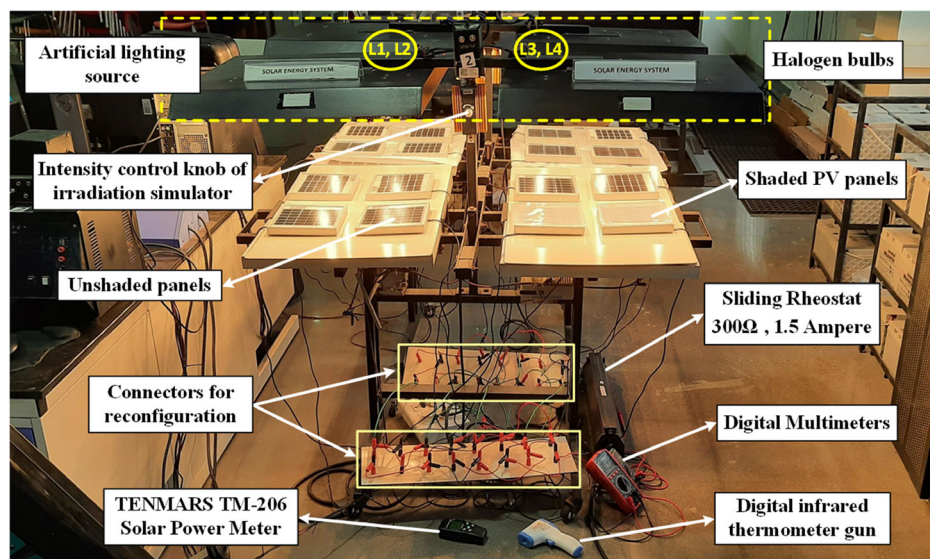 Artificial lighting
source
L1, L2
L3, L4
2
SOLAR ENERGY SYSTEM
SOLAR ENERGY SYSTEM
Halogen bulbs
Intensity control knob of
irradiation simulator
Shaded PV panels
Unshaded panels
Sliding Rheostat
300Ω , 1.5 Ampere
Connectors for
reconfiguration
Digital Multimeters
TENMARS TM-206
Solar Power Meter
Digital infrared
thermometer gun